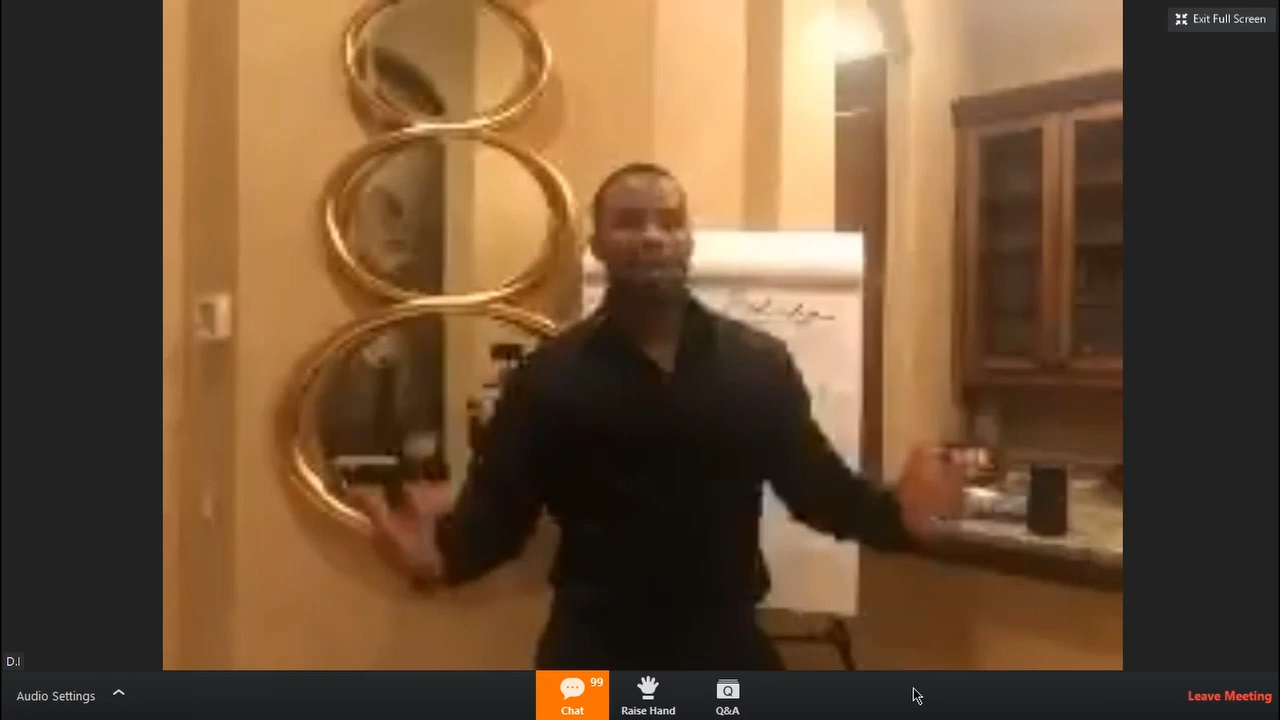 Exit Full Screen
D.I
Audio Settings
99
Chat
Raise Hand
Q
Q&A
Leave Meeting